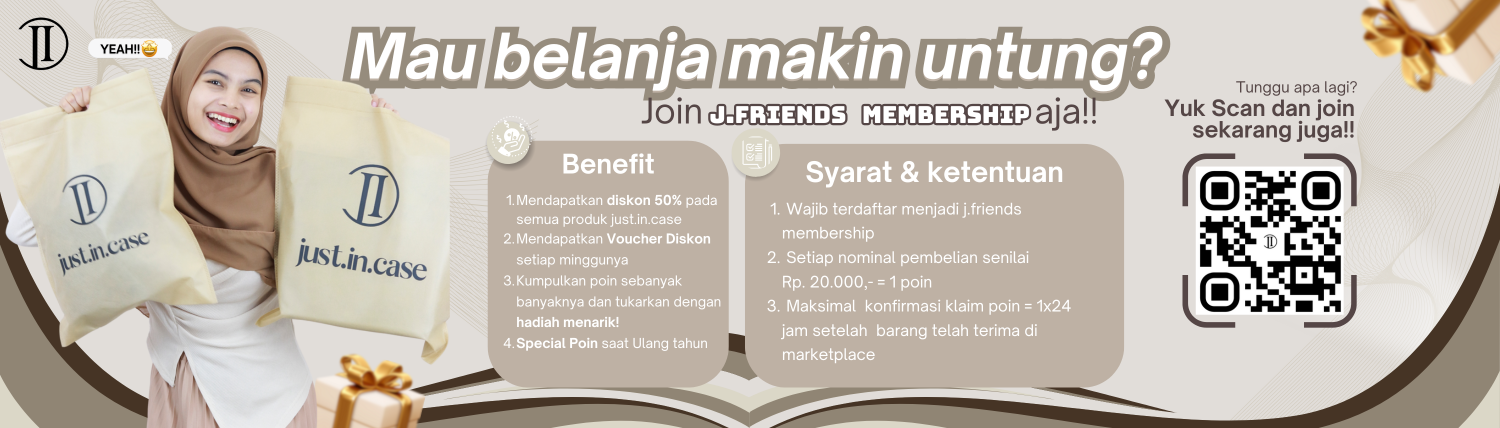 YEAH!!🤩
Mau belanja makin untung?
Join J.FRIENDS MEMBERSHIP aja!!
just.in.case
just.in.case
Benefit
1. Mendapatkan diskon 50% pada
semua produk just.in.case
2. Mendapatkan Voucher Diskon
setiap minggunya
3. Kumpulkan poin sebanyak
banyaknya dan tukarkan dengan
hadiah menarik!
4. Special Poin saat Ulang tahun
Syarat & ketentuan
1. Wajib terdaftar menjadi j.friends
membership
2. Setiap nominal pembelian senilai
Rp. 20.000,- = 1 poin
3. Maksimal konfirmasi klaim poin = 1x24
jam setelah barang telah terima di
marketplace
Tunggu apa lagi?
Yuk Scan dan join
sekarang juga!!